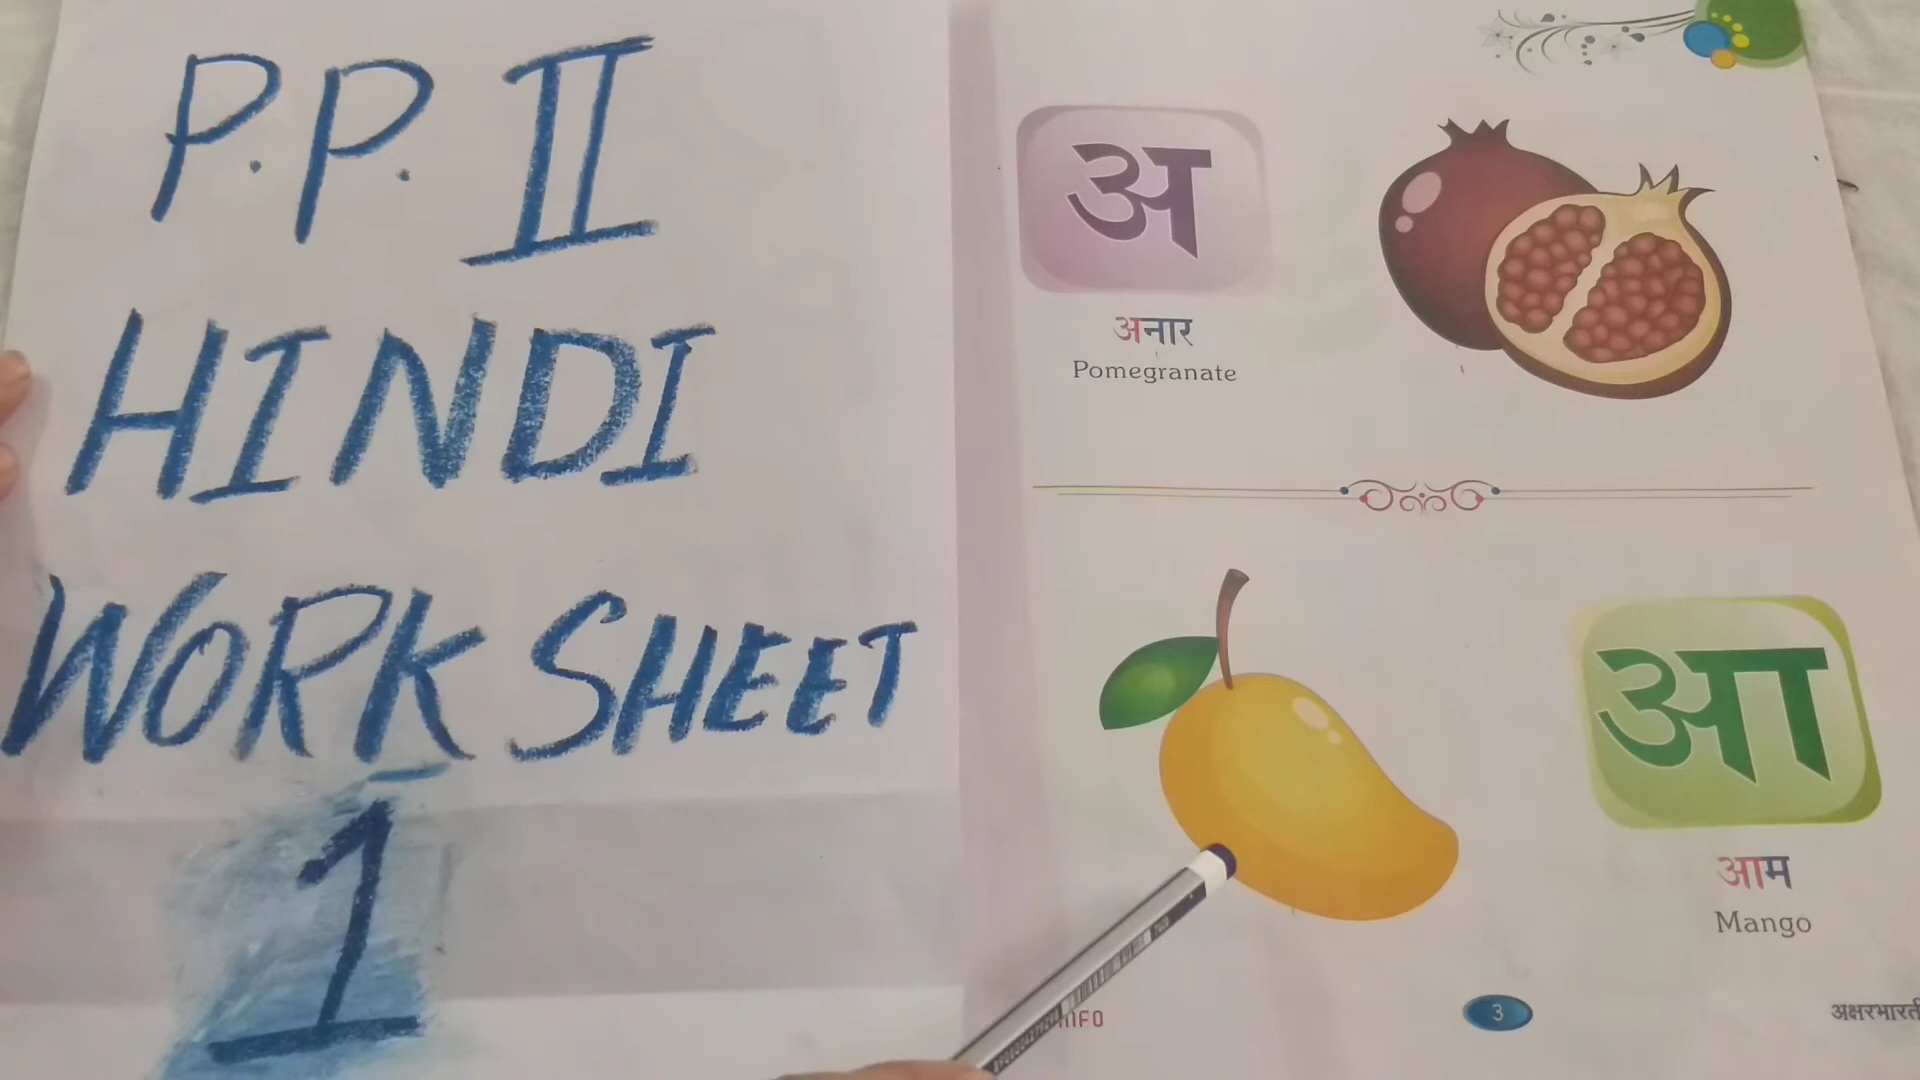 P.P. II
HINDI
WORK SHEET
1
अ
अनार
Pomegranate
आ
आम
Mango
3
अक्षरभारती